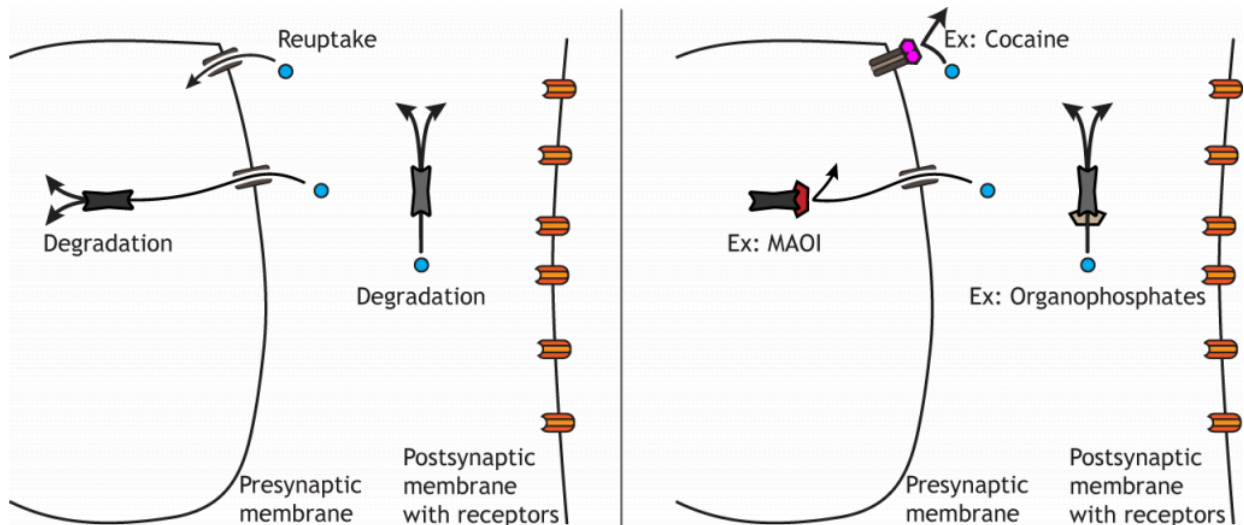 Reuptake
Degradation
Degradation
Presynaptic
membrane
Postsynaptic
membrane
with receptors
Ex: Cocaine
Ex: MAOI
Ex: Organophosphates
Presynaptic
membrane
Postsynaptic
membrane
with receptors